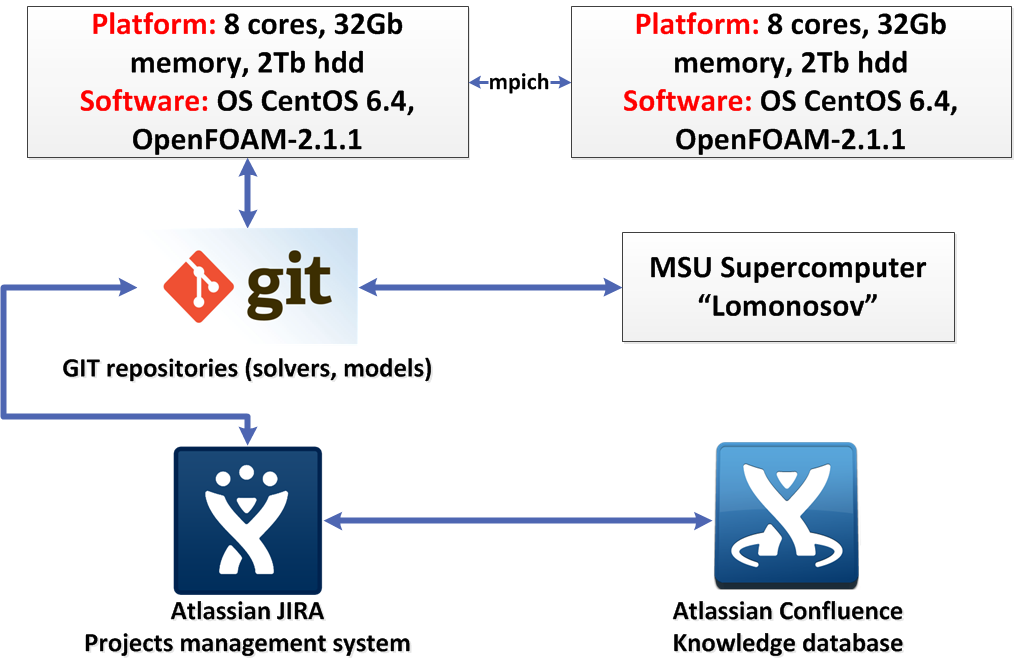 Platform: 8 cores, 32Gb
memory, 2Tb hdd
Software: OS CentOS 6.4,
OpenFOAM-2.1.1
mpich
Platform: 8 cores, 32Gb
memory, 2Tb hdd
Software: OS CentOS 6.4,
OpenFOAM-2.1.1
git
GIT repositories (solvers, models)
MSU Supercomputer
“Lomonosov”
Atlassian JIRA
Projects management system
Atlassian Confluence
Knowledge database